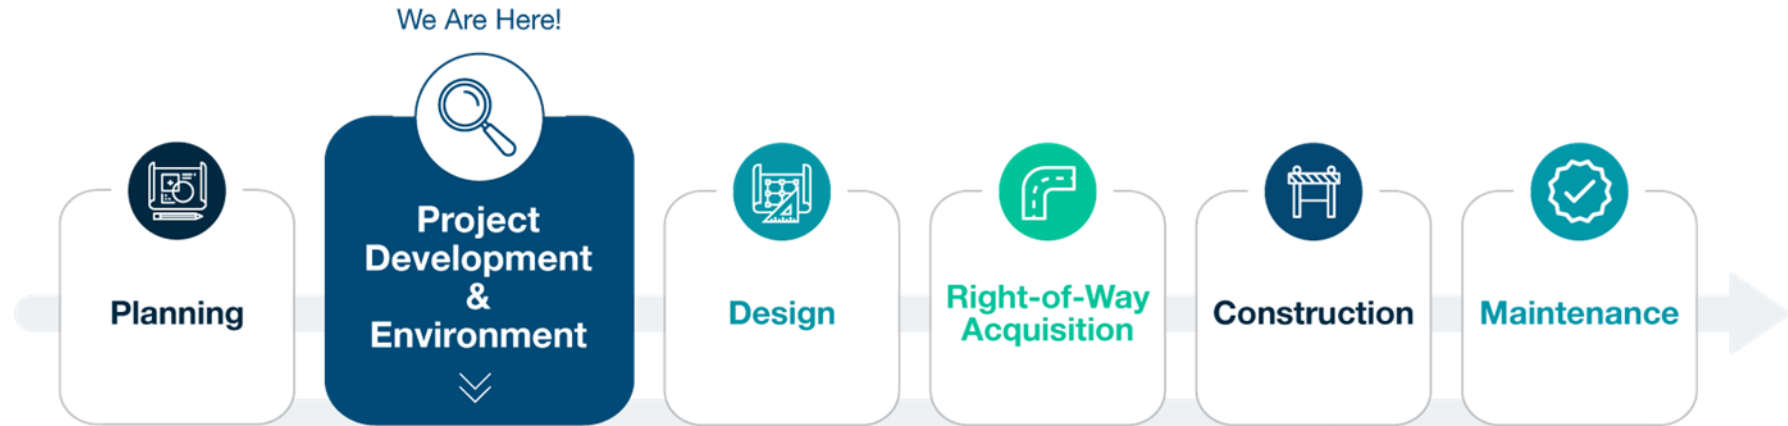 We Are Here!
Planning
Project
Development
&
Environment
Design
Right-of-Way
Acquisition
Construction
Maintenance